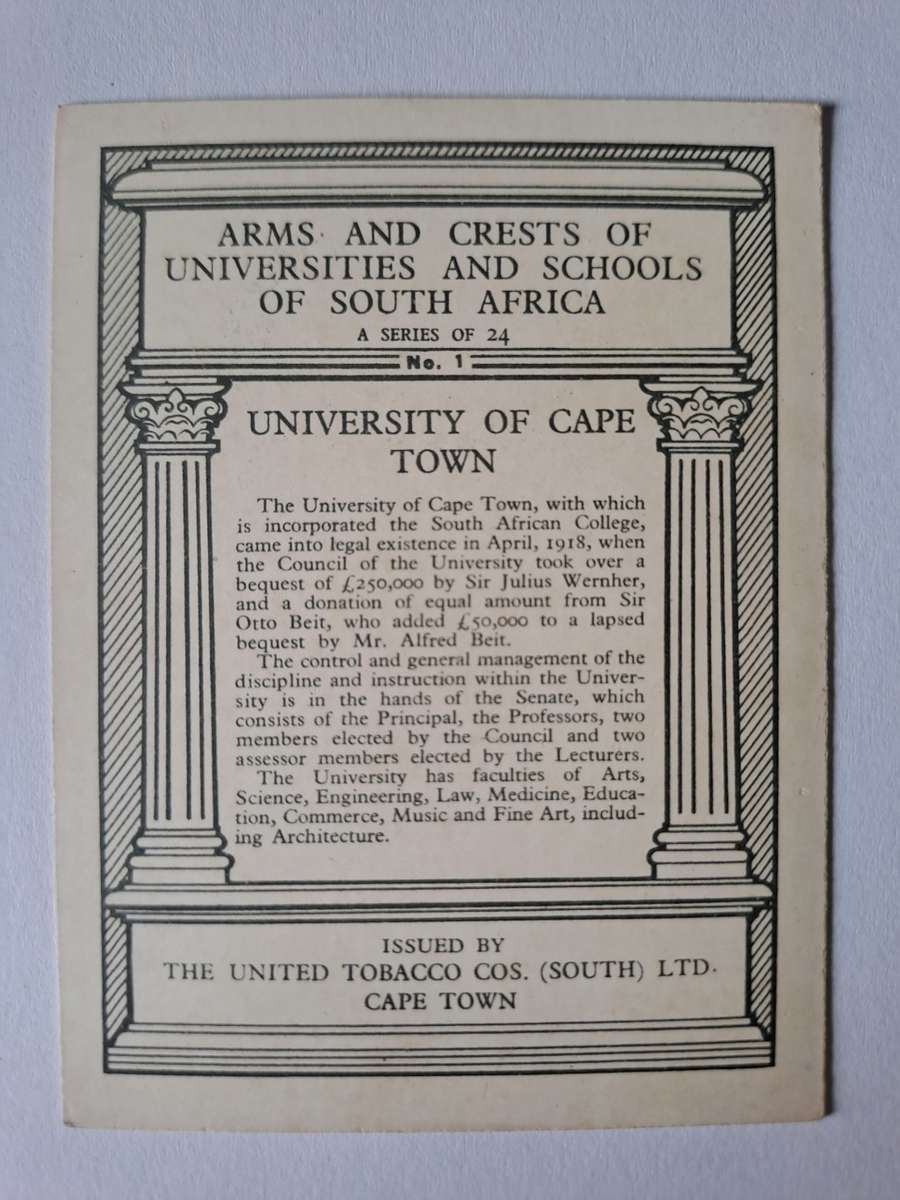 ARMS AND CRESTS OF
UNIVERSITIES AND SCHOOLS
OF SOUTH AFRICA
A SERIES OF 24
No. 1
UNIVERSITY OF CAPE
TOWN
The University of Cape Town, with which
is incorporated the South African College,
came into legal existence in April, 1918, when
the Council of the University took over a
bequest of £250,000 by Sir Julius Wernher,
and a donation of equal amount from Sir
Otto Beit, who added £50,000 to a lapsed
bequest by Mr. Alfred Beit.
The control and general management of the
discipline and instruction within the Univer-
sity is in the hands of the Senate, which
consists of the Principal, the Professors, two
members elected by the Council and two
assessor members elected by the Lecturers.
The University has faculties of Arts,
Science, Engineering, Law, Medicine, Educa-
tion, Commerce, Music and Fine Art, includ-
ing Architecture.
ISSUED BY
THE UNITED TOBACCO COS. (SOUTH) LTD.
CAPE TOWN